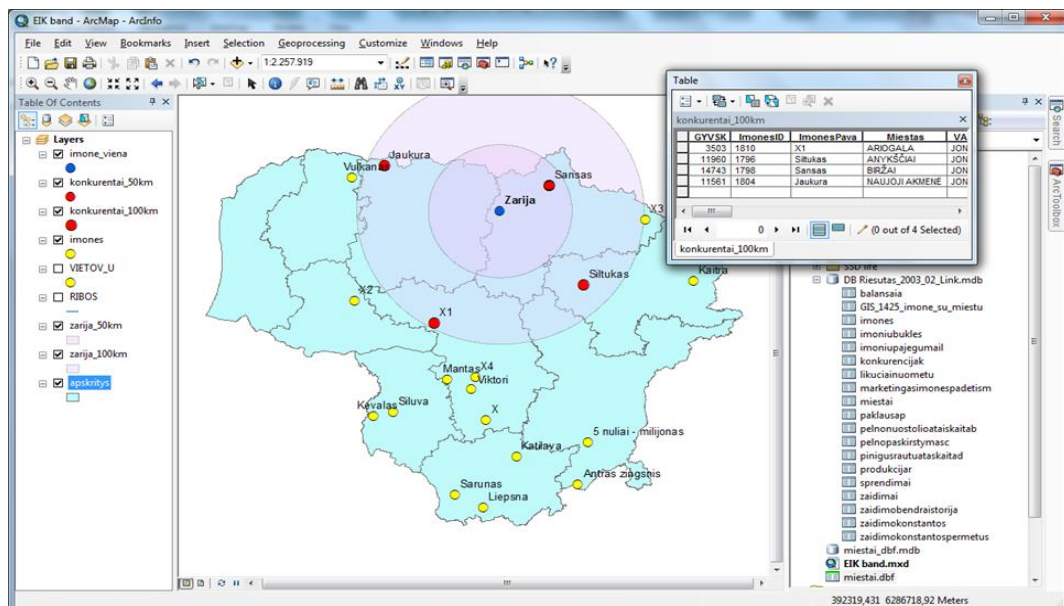 EIK band - ArcMap - ArcInfo
File Edit View Bookmarks Insert Selection Geoprocessing Customize Windows Help
1:2.257.919
Table Of Contents
Layers
imone_viena
konkurentai_50km
konkurentai_100km
imones
VIETOV_U
RIBOS
zarija_50km
zarija_100km
apskritys
Jaukura
Vulkanas
Sansas
Zarija
X3
Siltukas
Kaitra
X2
X1
Mantas
X4
Viktori
Kevalas
Siluva
X
5 nuliai - milijonas
Katilava
Antras zingsnis
Sarunas
Liepsna
Table
konkurentai_100km
GYVSK ImonesID ImonesPava Miestas VA
3503 1810 X1 ARIOGALA JON
11960 1796 Siltukas ANYKŠČIAI JON
14743 1798 Sansas BIRŽAI JON
11561 1804 Jaukura NAUJOJI AKMENĖ JON
0
(0 out of 4 Selected)
konkurentai_100km
Search
ArcToolbox
DB Riesutas_2003_02_Link.mdb
balansaia
GIS_1425_imone_su_miestu
imones
imoniubukles
imoniupajegumail
konkurencijak
likuciainuometu
marketingasimonespadetism
miestai
paklausap
pelnonuostolioataiskaitab
pelnopaskirstymasc
pinigusrautuataskaitad
produkcijar
sprendimai
zaidimai
zaidimobendraistorija
zaidimokonstantos
zaidimokonstantospermetus
miestai_dbf.mdb
EIK band.mxd
miestai.dbf
392319,431 6286718,92 Meters